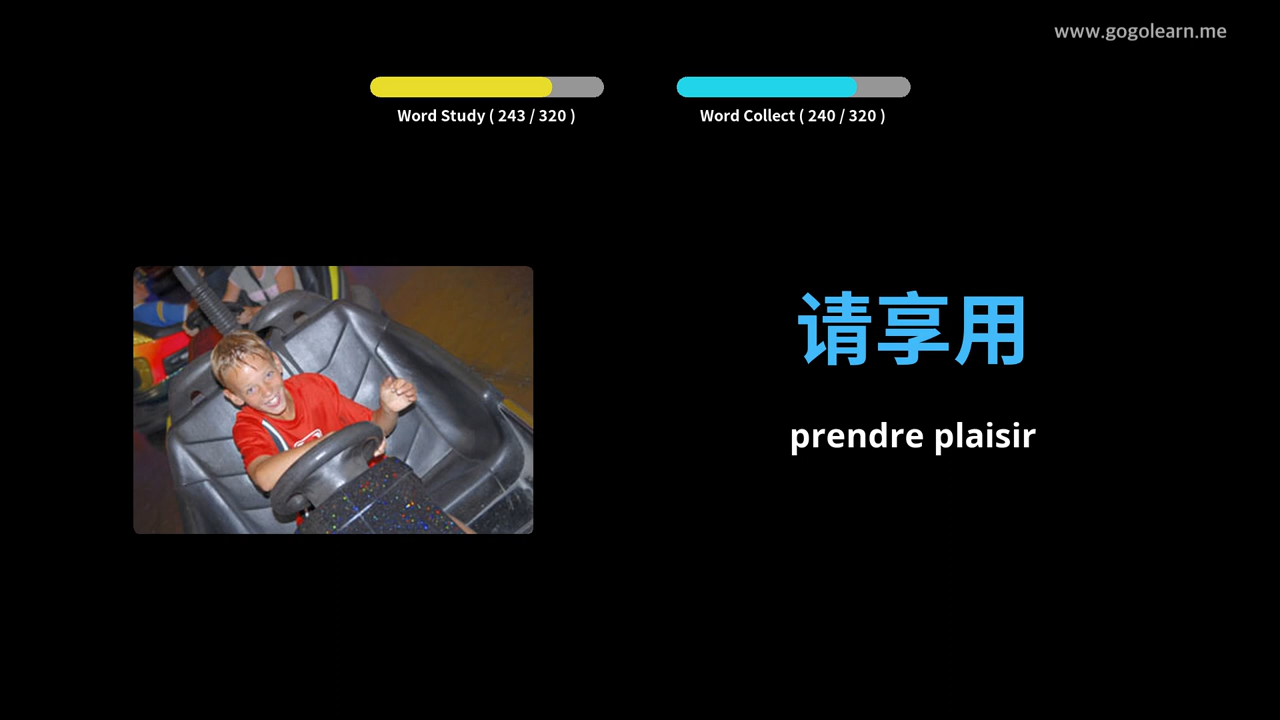 www.gogolearn.me
Word Study ( 243 / 320 )
Word Collect ( 240 / 320 )
请享用
prendre plaisir